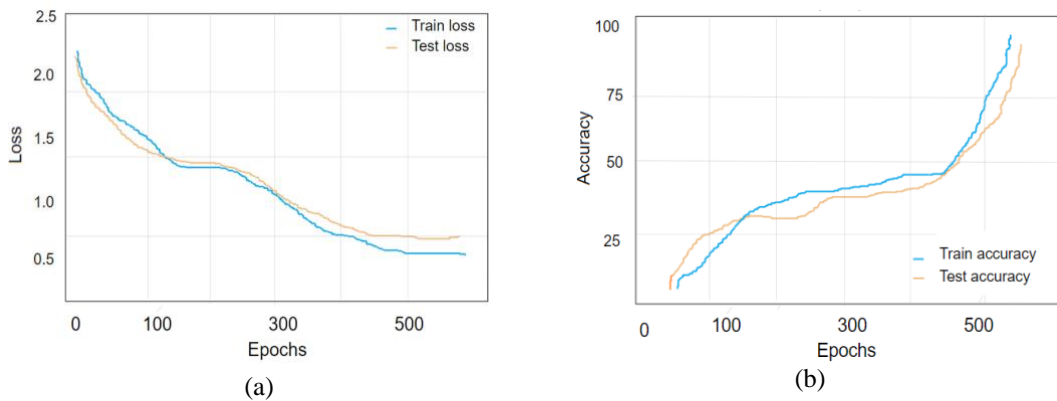 2.5
2.0
1.5
1.0
0.5
Loss
Train loss
Test loss
0 100 300 500
Epochs
(a)
100
75
50
25
Accuracy
Train accuracy
Test accuracy
0 100 300 500
Epochs
(b)